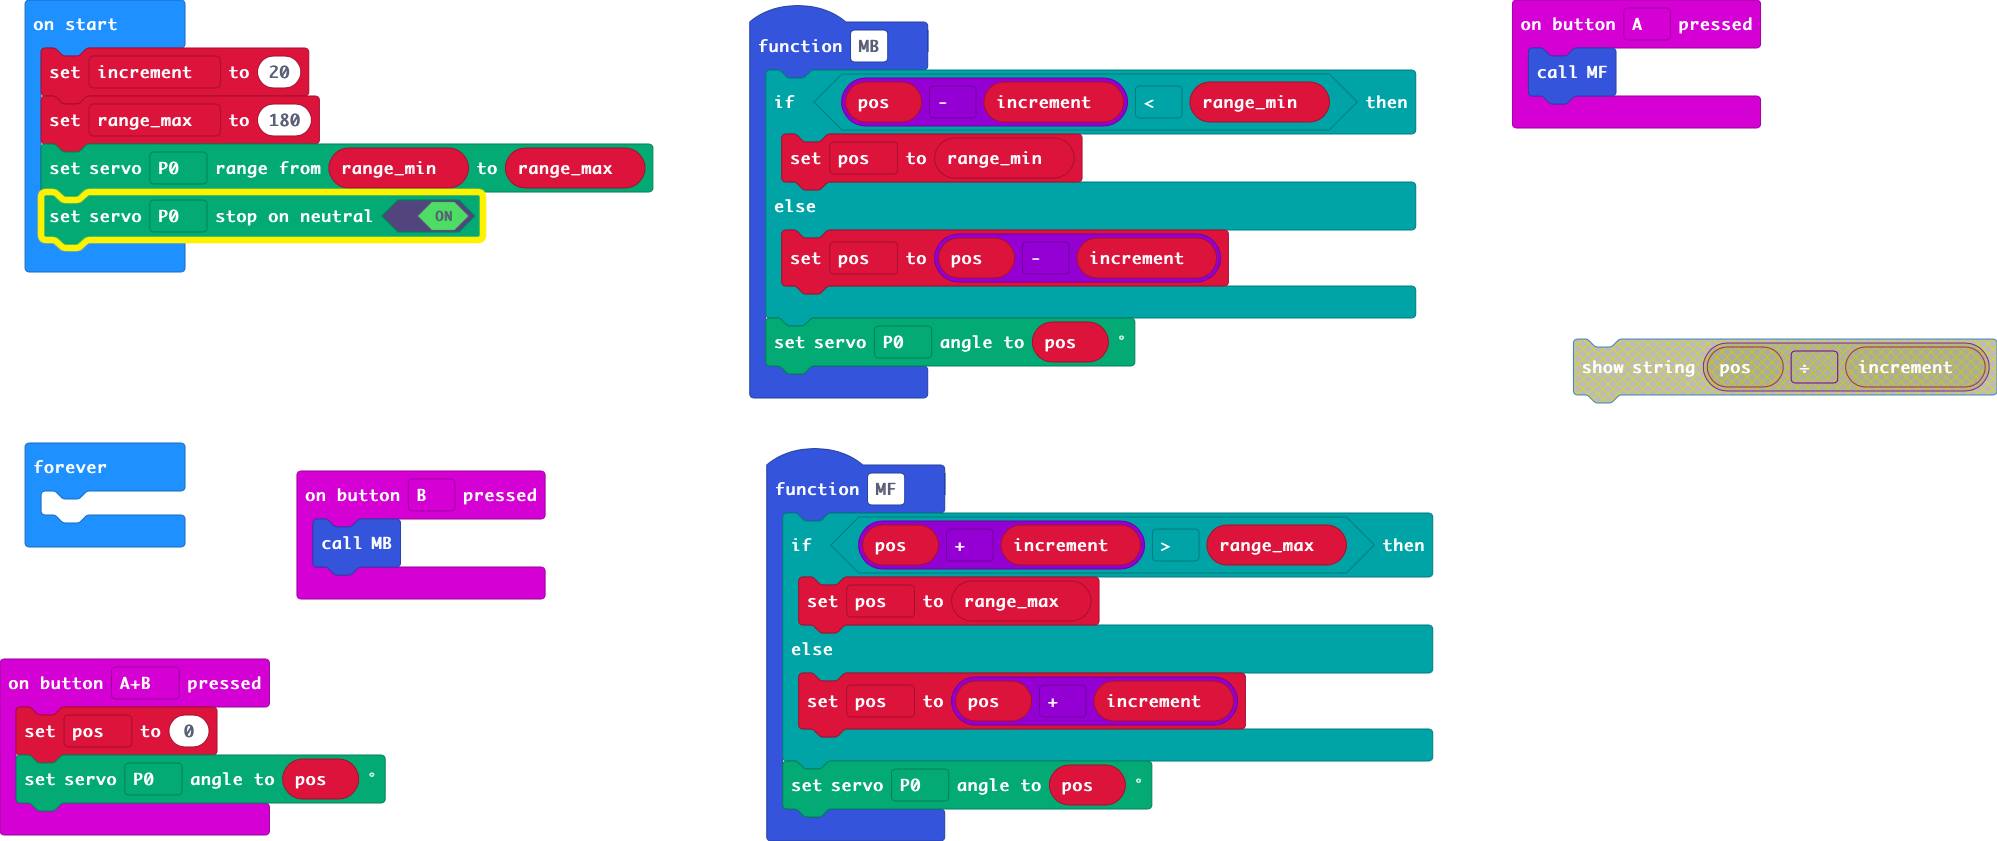 on start
set increment to 20
set range_max to 180
set servo P0 range from range_min to range_max
set servo P0 stop on neutral ON
function MB
if pos - increment < range_min then
set pos to range_min
else
set pos to pos - increment
set servo P0 angle to pos °
on button A pressed
call MF
show string pos ÷ increment
forever
on button B pressed
call MB
function MF
if pos + increment > range_max then
set pos to range_max
else
set pos to pos + increment
set servo P0 angle to pos °
on button A+B pressed
set pos to 0
set servo P0 angle to pos °